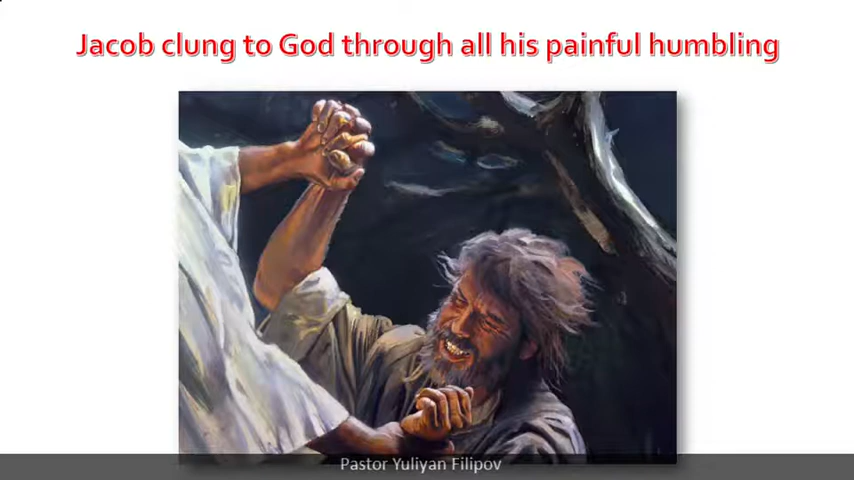 Jacob clung to God through all his painful humbling
Pastor Yuliyan Filipov